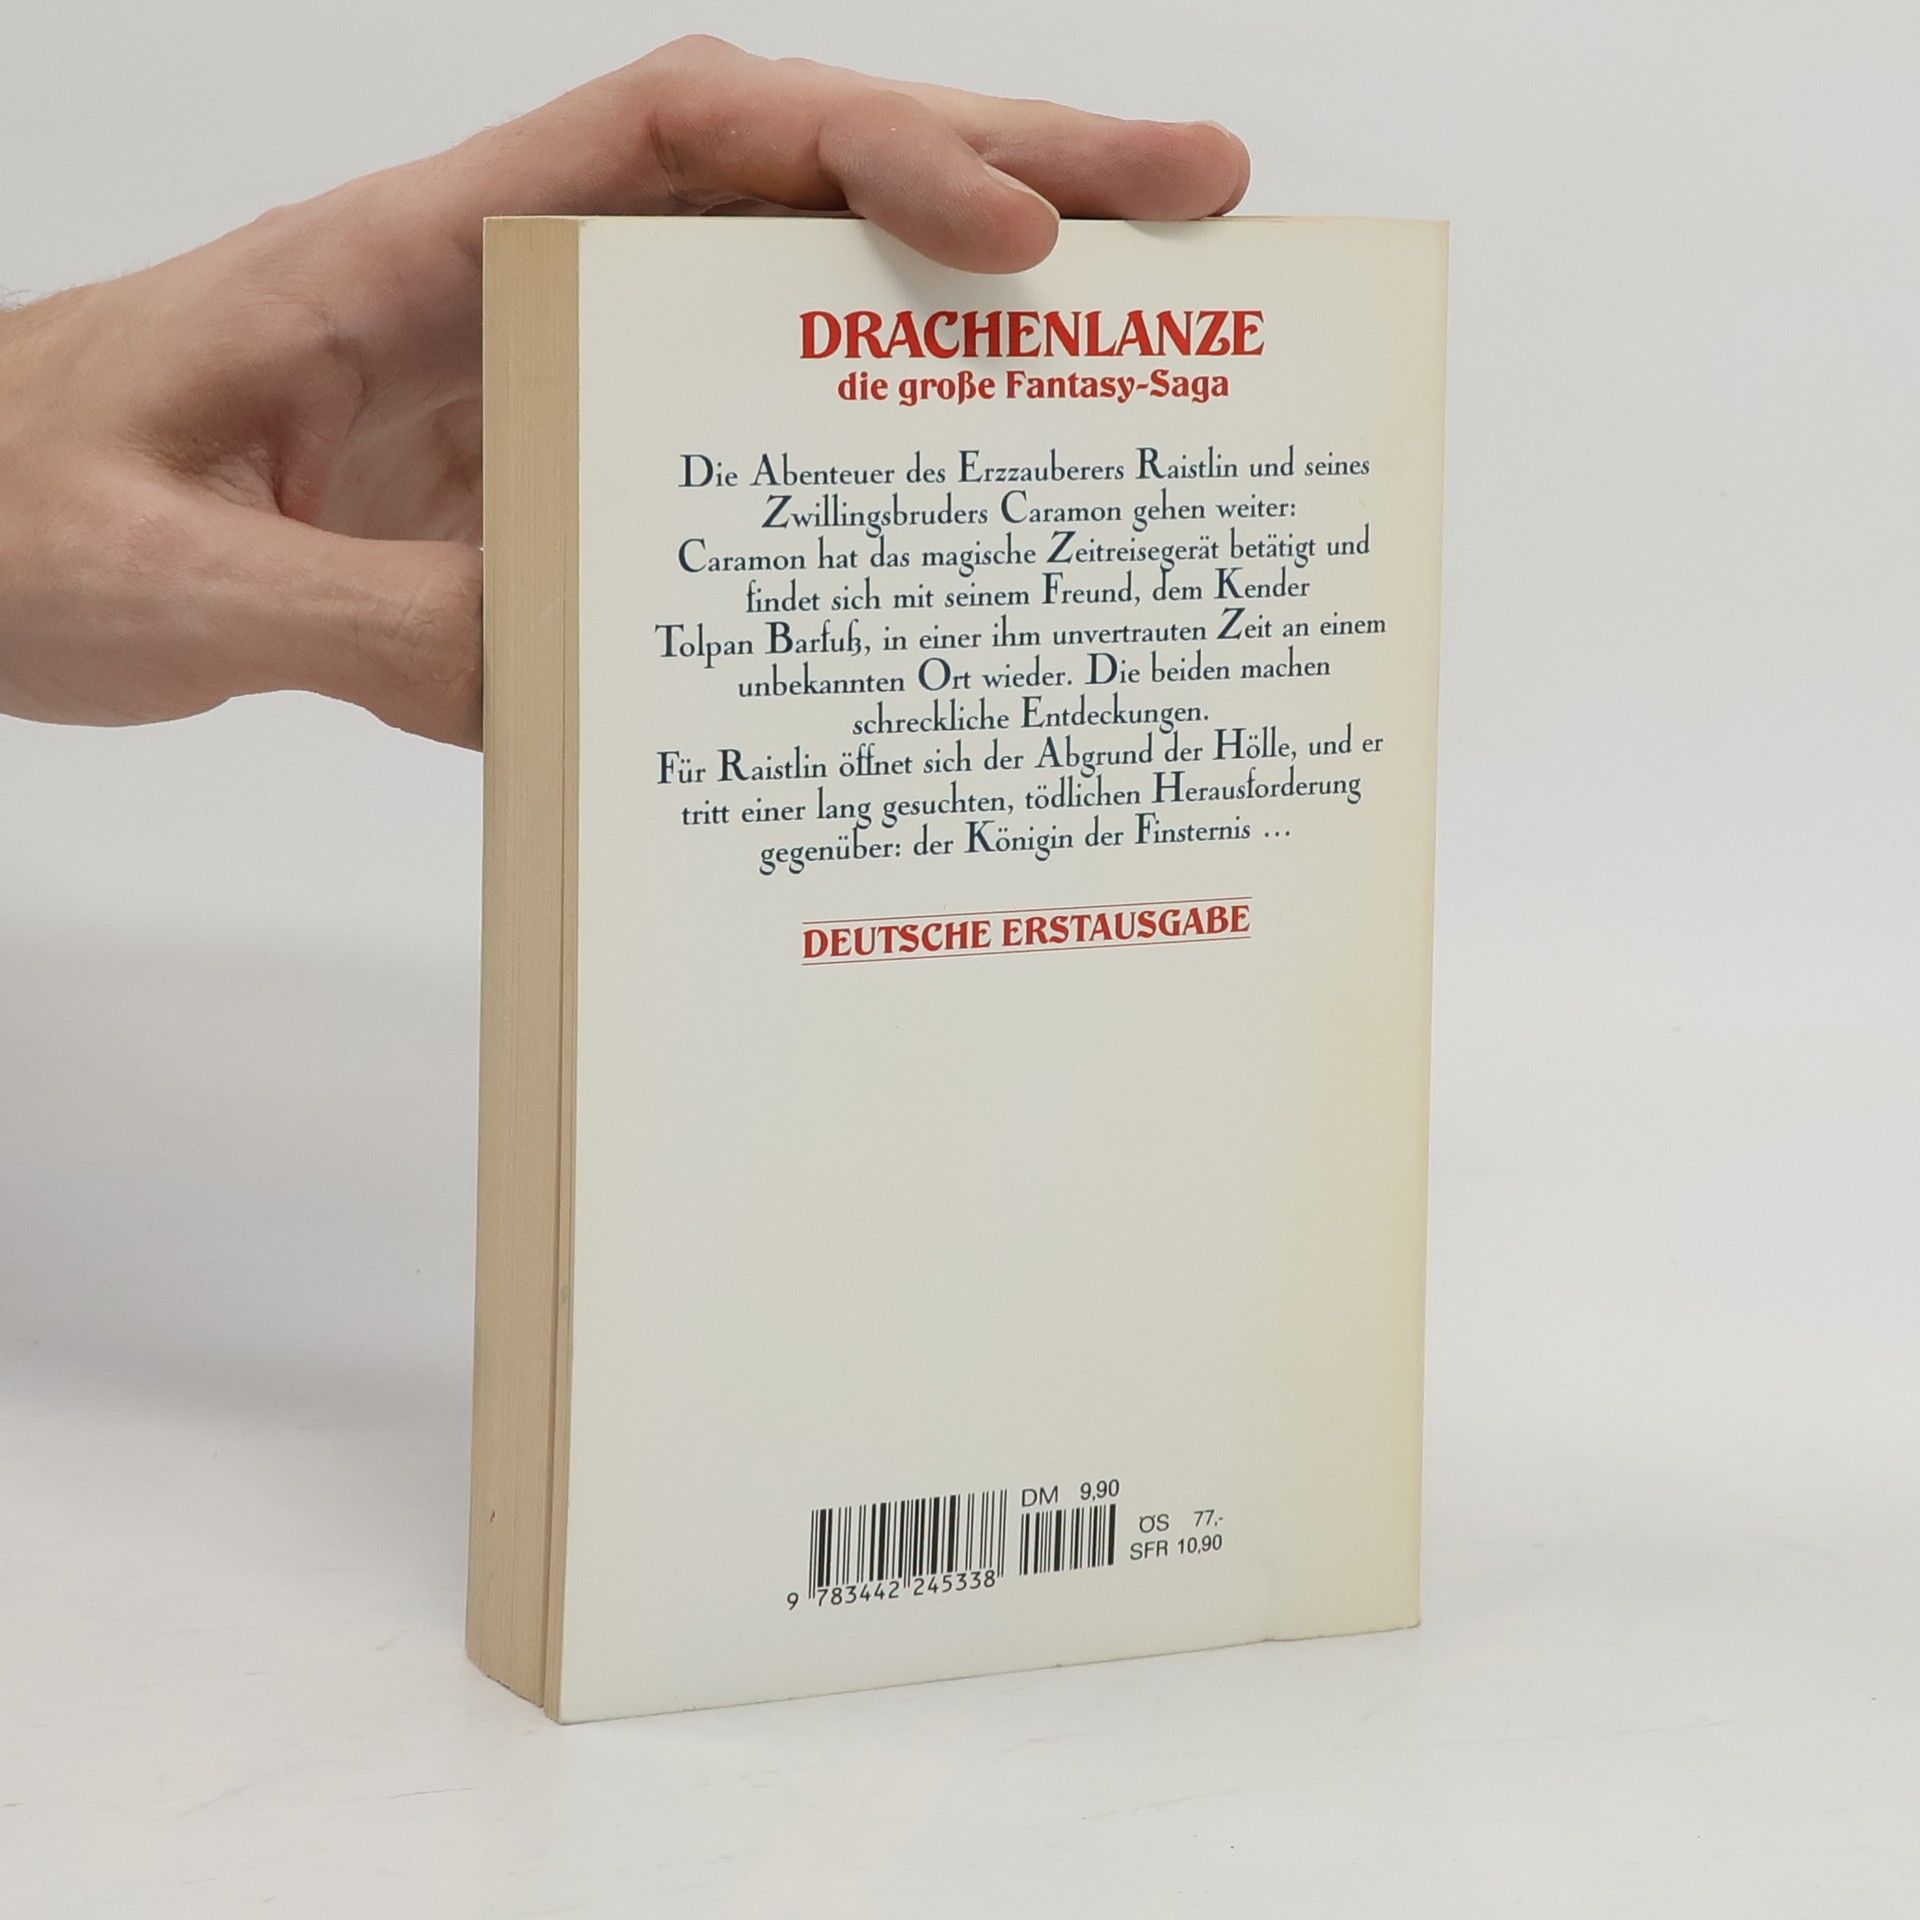 DRACHENLANZE
die große Fantasy-Saga
Die Abenteuer des Erzzauberers Raistlin und seines
Zwillingsbruders Caramon gehen weiter:
Caramon hat das magische Zeitreisegerät betätigt und
findet sich mit seinem Freund, dem Kender
Tolpan Barfuß, in einer ihm unvertrauten Zeit an einem
unbekannten Ort wieder. Die beiden machen
schreckliche Entdeckungen.
Für Raistlin öffnet sich der Abgrund der Hölle, und er
tritt einer lang gesuchten, tödlichen Herausforderung
gegenüber: der Königin der Finsternis ...
DEUTSCHE ERSTAUSGABE
DM 9,90
ÖS 77,-
SFR 10,90
9 783442 245338